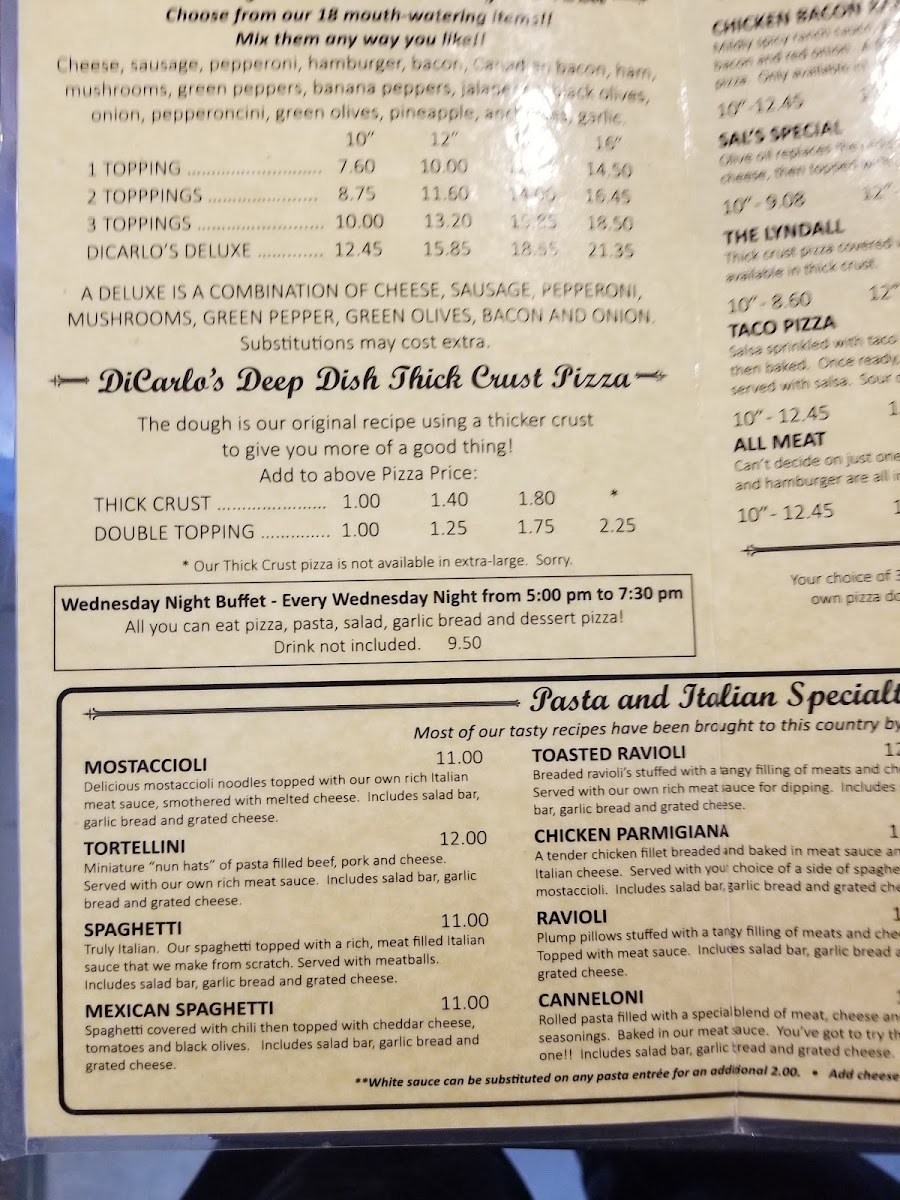 Choose from our 18 mouth-watering items!!
Mix them any way you like!!
Cheese, sausage, pepperoni, hamburger, bacon, Canadian bacon, ham,
mushrooms, green peppers, banana peppers, black olives,
onion, pepperoncini, green olives, pineapple, garlic.
10" 12" 16"
1 TOPPING ........................... 7.60 10.00 14.50
2 TOPPPINGS ...................... 8.75 11.60 14.00 16.45
3 TOPPINGS ......................... 10.00 13.20 15.85 18.50
DICARLO'S DELUXE ............. 12.45 15.85 18.55 21.35
A DELUXE IS A COMBINATION OF CHEESE, SAUSAGE, PEPPERONI,
MUSHROOMS, GREEN PEPPER, GREEN OLIVES, BACON AND ONION.
Substitutions may cost extra.
DiCarlo's Deep Dish Thick Crust Pizza
The dough is our original recipe using a thicker crust
to give you more of a good thing!
Add to above Pizza Price:
THICK CRUST ...................... 1.00 1.40 1.80 *
DOUBLE TOPPING .............. 1.00 1.25 1.75 2.25
* Our Thick Crust pizza is not available in extra-large. Sorry.
Wednesday Night Buffet - Every Wednesday Night from 5:00 pm to 7:30 pm
All you can eat pizza, pasta, salad, garlic bread and dessert pizza!
Drink not included. 9.50
CHICKEN BACON
Mildly spicy ranch sauce
bacon and red onion.
pizza. Only available in
10"-12.45
SAL'S SPECIAL
Olive oil replaces the
cheese, then topped with
10" - 9.08 12"
THE LYNDALL
Thick crust pizza covered
available in thick crust.
10" - 8.60 12"
TACO PIZZA
Salsa sprinkled with taco
then baked. Once ready,
served with salsa. Sour
10" - 12.45
ALL MEAT
Can't decide on just one
and hamburger are all
10" - 12.45
Your choice of 3
own pizza
Pasta and Italian
Most of our tasty recipes have been brought to this country by
MOSTACCIOLI 11.00
Delicious mostaccioli noodles topped with our own rich Italian
meat sauce, smothered with melted cheese. Includes salad bar,
garlic bread and grated cheese.
TORTELLINI 12.00
Miniature "nun hats" of pasta filled beef, pork and cheese.
Served with our own rich meat sauce. Includes salad bar, garlic
bread and grated cheese.
SPAGHETTI 11.00
Truly Italian. Our spaghetti topped with a rich, meat filled Italian
sauce that we make from scratch. Served with meatballs.
Includes salad bar, garlic bread and grated cheese.
MEXICAN SPAGHETTI 11.00
Spaghetti covered with chili then topped with cheddar cheese,
tomatoes and black olives. Includes salad bar, garlic bread and
grated cheese.
TOASTED RAVIOLI
Breaded ravioli's stuffed with a tangy filling of meats and
Served with our own rich meat sauce for dipping. Includes
bar, garlic bread and grated cheese.
CHICKEN PARMIGIANA
A tender chicken fillet breaded and baked in meat sauce
Italian cheese. Served with your choice of a side of
mostaccioli. Includes salad bar, garlic bread and grated
RAVIOLI
Plump pillows stuffed with a tangy filling of meats and
Topped with meat sauce. Includes salad bar, garlic bread
grated cheese.
CANNELONI
Rolled pasta filled with a special blend of meat, cheese
seasonings. Baked in our meat sauce. You've got to try
one!! Includes salad bar, garlic bread and grated cheese.
**White sauce can be substituted on any pasta entrée for an additional 2.00. • Add cheese